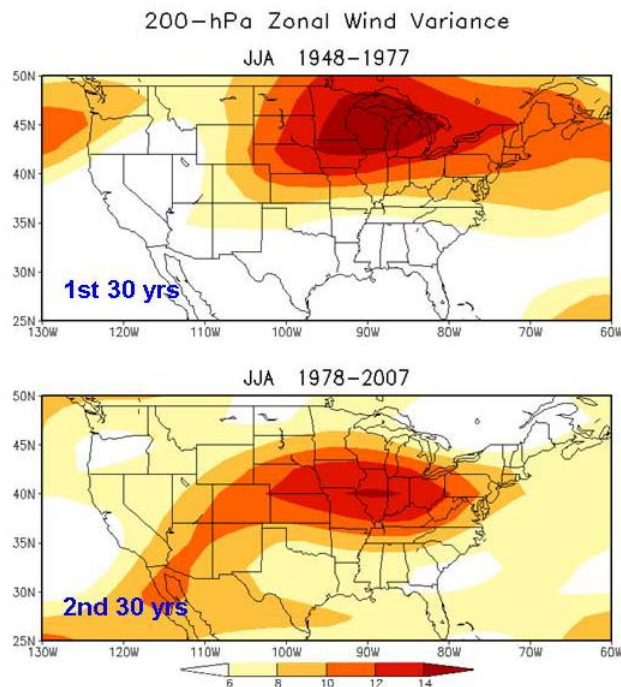 200-hPa Zonal Wind Variance
JJA 1948-1977
50N
45N
40N
35N
30N
25N
1st 30 yrs
130W 120W 110W 100W 90W 80W 70W 60W
JJA 1978-2007
50N
45N
40N
35N
30N
25N
2nd 30 yrs
130W 120W 110W 100W 90W 80W 70W 60W
6 8 10 12 14